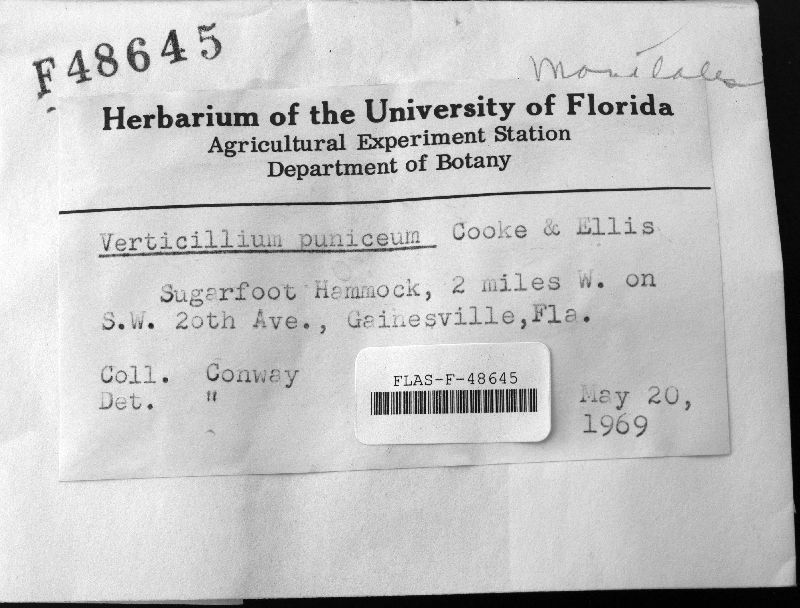 F48645
Moniliales
Herbarium of the University of Florida
Agricultural Experiment Station
Department of Botany
Verticillium puniceum Cooke & Ellis
Sugarfoot Hammock, 2 miles W. on
S.W. 2oth Ave., Gainesville,Fla.
Coll. Conway
Det. "
FLAS-F-48645
May 20,
1969